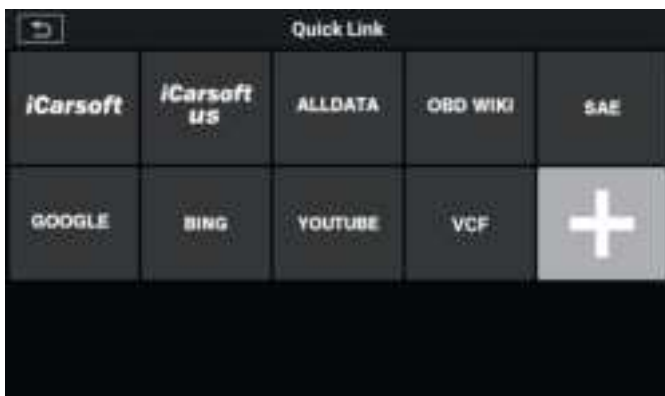 Quick Link
iCarsoft
iCarsoft
us
ALLDATA
OBD WIKI
SAE
GOOGLE
BING
YOUTUBE
VCF